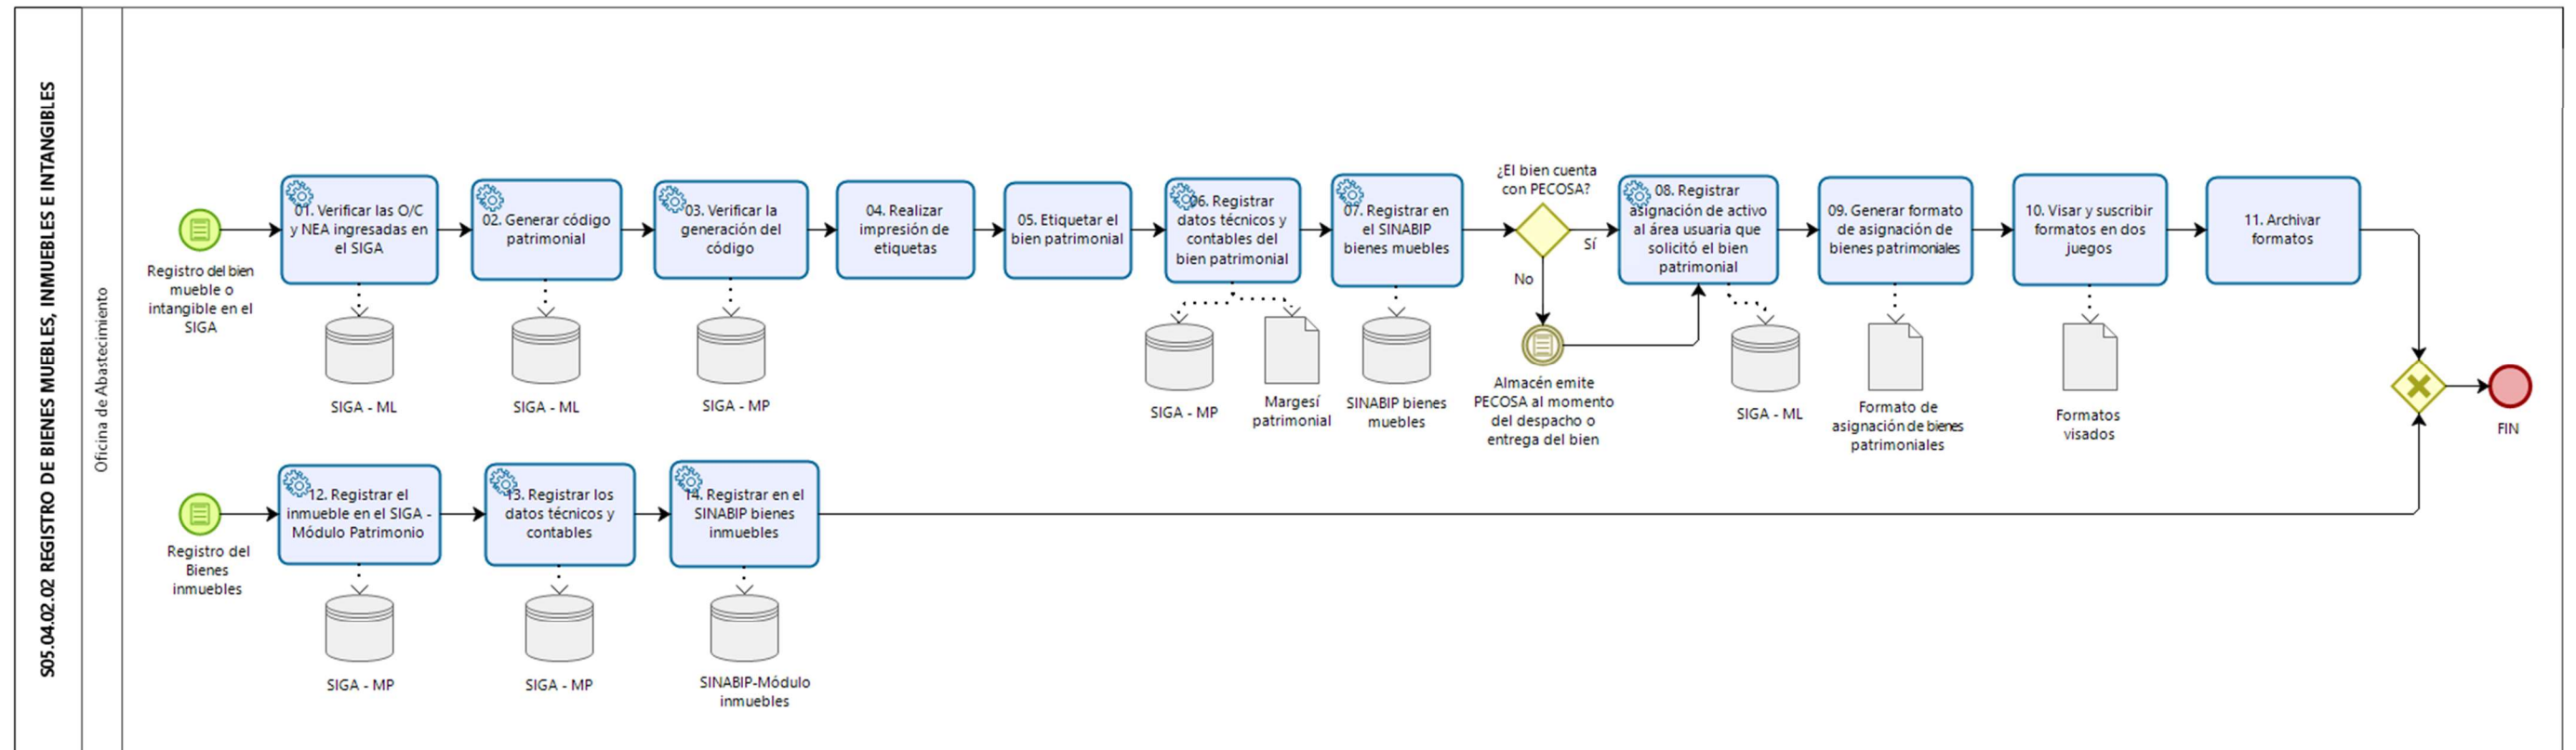 S05.04.02.02 REGISTRO DE BIENES MUEBLES, INMUEBLES E INTANGIBLES
Oficina de Abastecimiento
Registro del bien
mueble o
intangible en el
SIGA
01. Verificar las O/C
y NEA ingresadas en
el SIGA
SIGA - ML
02. Generar código
patrimonial
SIGA - ML
03. Verificar la
generación del
código
SIGA - MP
04. Realizar
impresión de
etiquetas
05. Etiquetar el
bien patrimonial
06. Registrar
datos técnicos y
contables del
bien patrimonial
SIGA - MP
Margesí
patrimonial
07. Registrar en
el SINABIP
bienes muebles
SINABIP bienes
muebles
¿El bien cuenta
con PECOSA?
Sí
No
Almacén emite
PECOSA al momento
del despacho o
entrega del bien
08. Registrar
asignación de activo
al área usuaria que
solicitó el bien
patrimonial
SIGA - ML
09. Generar formato
de asignación de
bienes patrimoniales
Formato de
asignación de bienes
patrimoniales
10. Visar y suscribir
formatos en dos
juegos
Formatos
visados
11. Archivar
formatos
FIN
Registro del
Bienes
inmuebles
12. Registrar el
inmueble en el SIGA -
Módulo Patrimonio
SIGA - MP
13. Registrar los
datos técnicos y
contables
SIGA - MP
14. Registrar en el
SINABIP bienes
inmuebles
SINABIP-Módulo
inmuebles